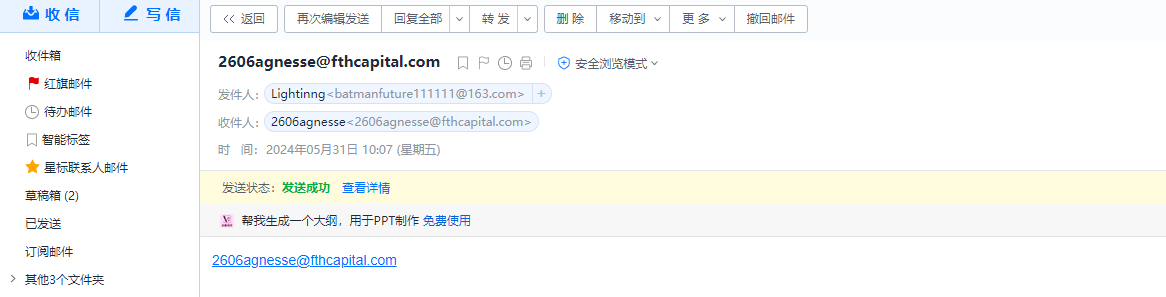 收 信
写 信
<< 返回
再次编辑发送
回复全部
转 发
删 除
移动到
更 多
撤回邮件
收件箱
红旗邮件
待办邮件
智能标签
星标联系人邮件
草稿箱 (2)
已发送
订阅邮件
其他3个文件夹
2606agnesse@fthcapital.com
安全浏览模式
发件人: Lightinng<batmanfuture111111@163.com> +
收件人: 2606agnesse<2606agnesse@fthcapital.com>
时 间: 2024年05月31日 10:07 (星期五)
发送状态: 发送成功 查看详情
帮我生成一个大纲，用于PPT制作 免费使用
2606agnesse@fthcapital.com